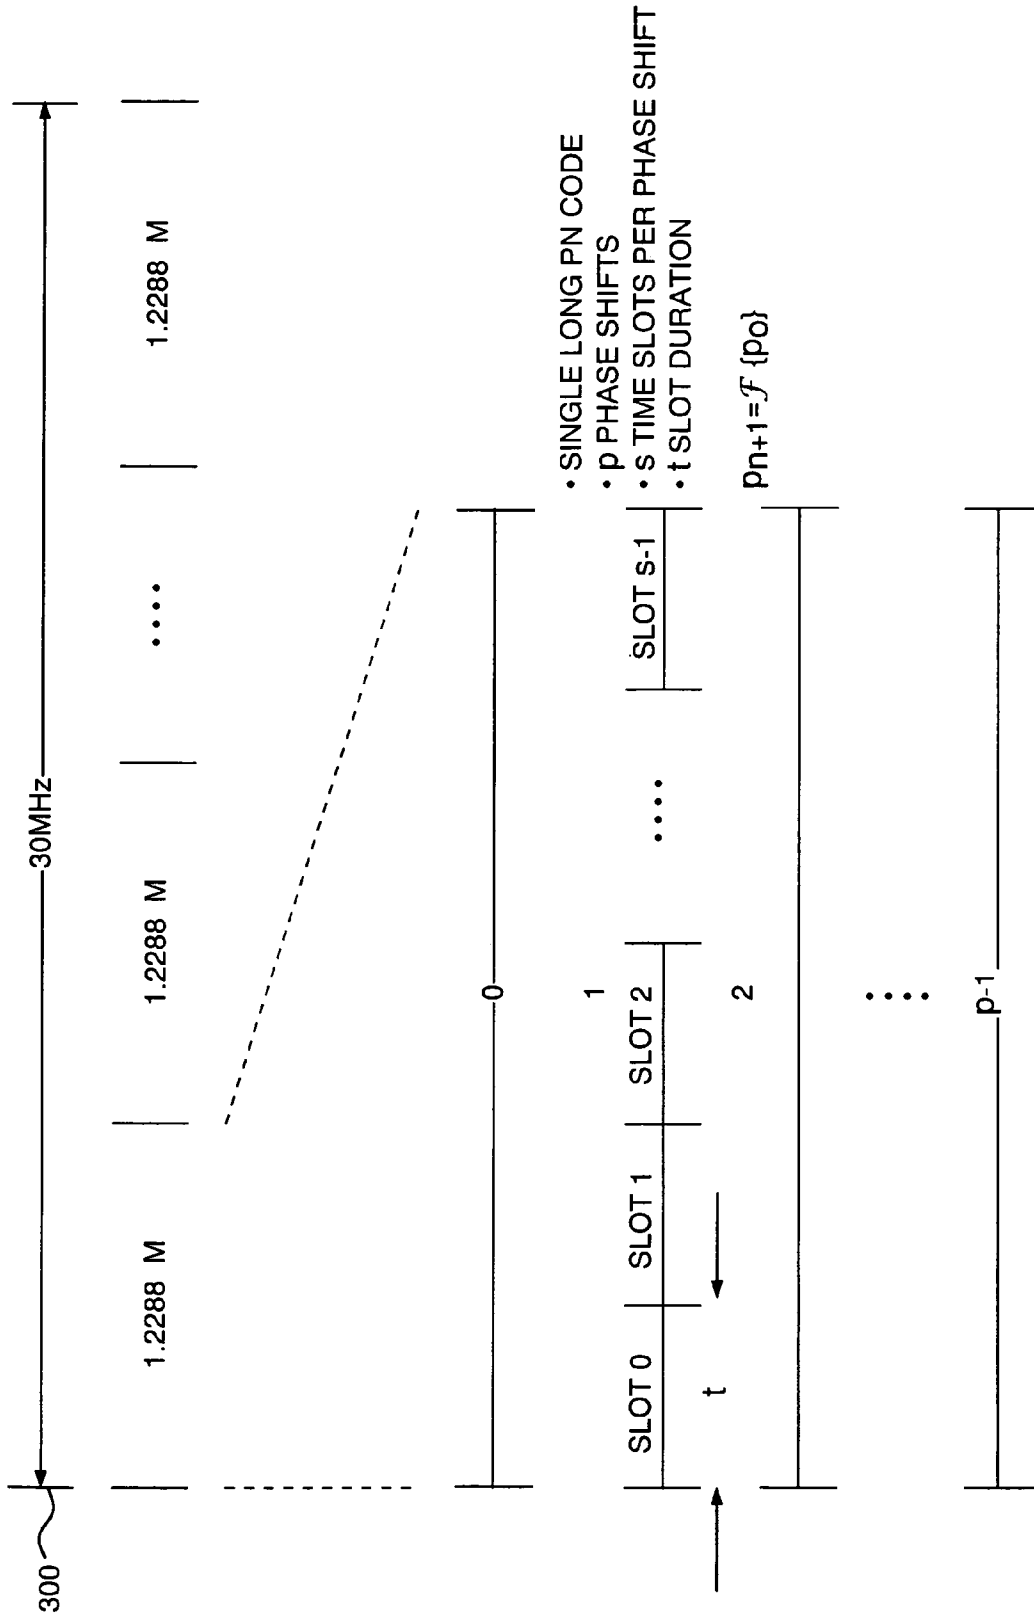 300
30MHz
1.2288 M
1.2288 M
••••
1.2288 M
0
• SINGLE LONG PN CODE
• p PHASE SHIFTS
• s TIME SLOTS PER PHASE SHIFT
• t SLOT DURATION
1
SLOT 0
SLOT 1
SLOT 2
••••
SLOT s-1
t
2
pn+1=ℱ {po}
••••
p-1